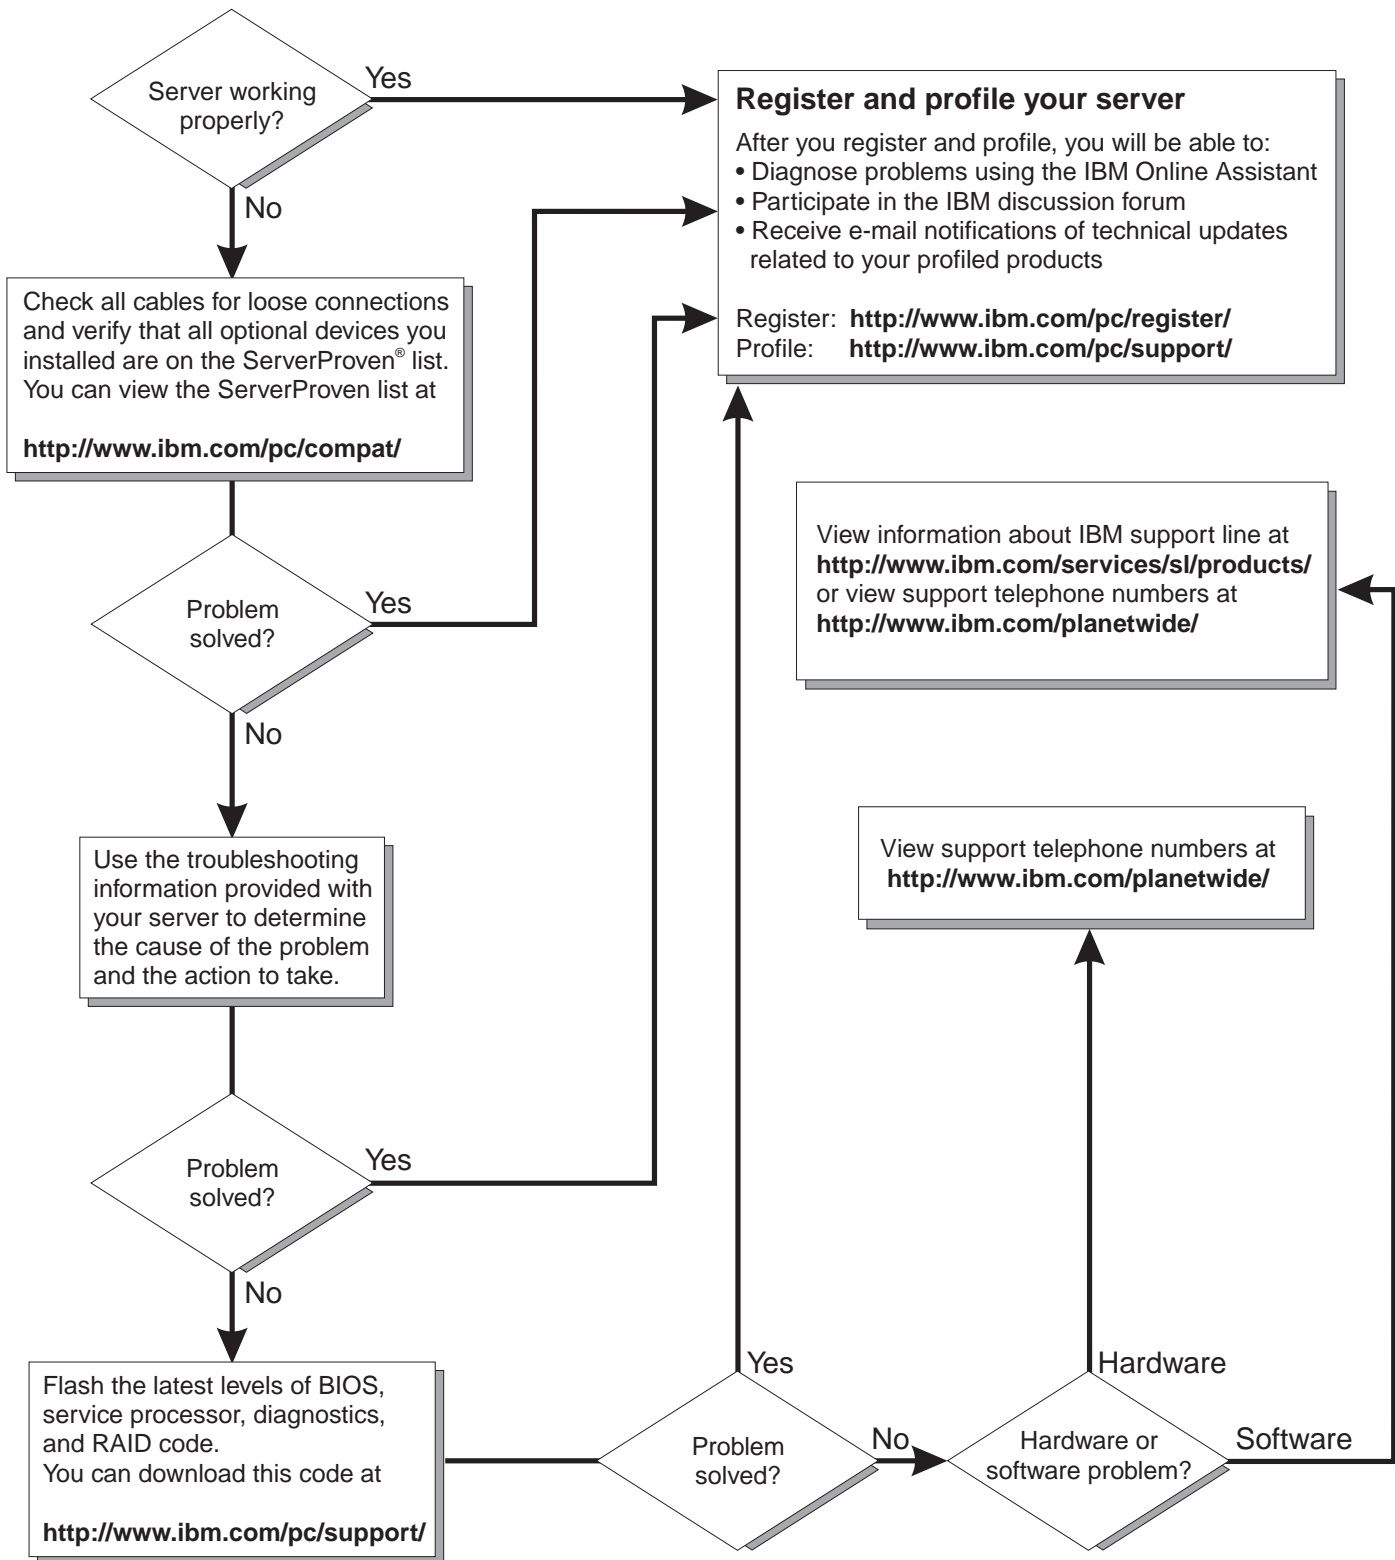 Server working
properly?
Yes
No
Register and profile your server
After you register and profile, you will be able to:
• Diagnose problems using the IBM Online Assistant
• Participate in the IBM discussion forum
• Receive e-mail notifications of technical updates
related to your profiled products
Register: http://www.ibm.com/pc/register/
Profile: http://www.ibm.com/pc/support/
Check all cables for loose connections
and verify that all optional devices you
installed are on the ServerProven® list.
You can view the ServerProven list at
http://www.ibm.com/pc/compat/
Problem
solved?
Yes
No
View information about IBM support line at
http://www.ibm.com/services/sl/products/
or view support telephone numbers at
http://www.ibm.com/planetwide/
Use the troubleshooting
information provided with
your server to determine
the cause of the problem
and the action to take.
View support telephone numbers at
http://www.ibm.com/planetwide/
Problem
solved?
Yes
No
Flash the latest levels of BIOS,
service processor, diagnostics,
and RAID code.
You can download this code at
http://www.ibm.com/pc/support/
Problem
solved?
Yes
No
Hardware or
software problem?
Hardware
Software